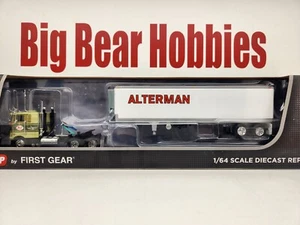 Big Bear Hobbies
ALTERMAN
P by FIRST GEAR
1/64 SCALE DIECAST REP